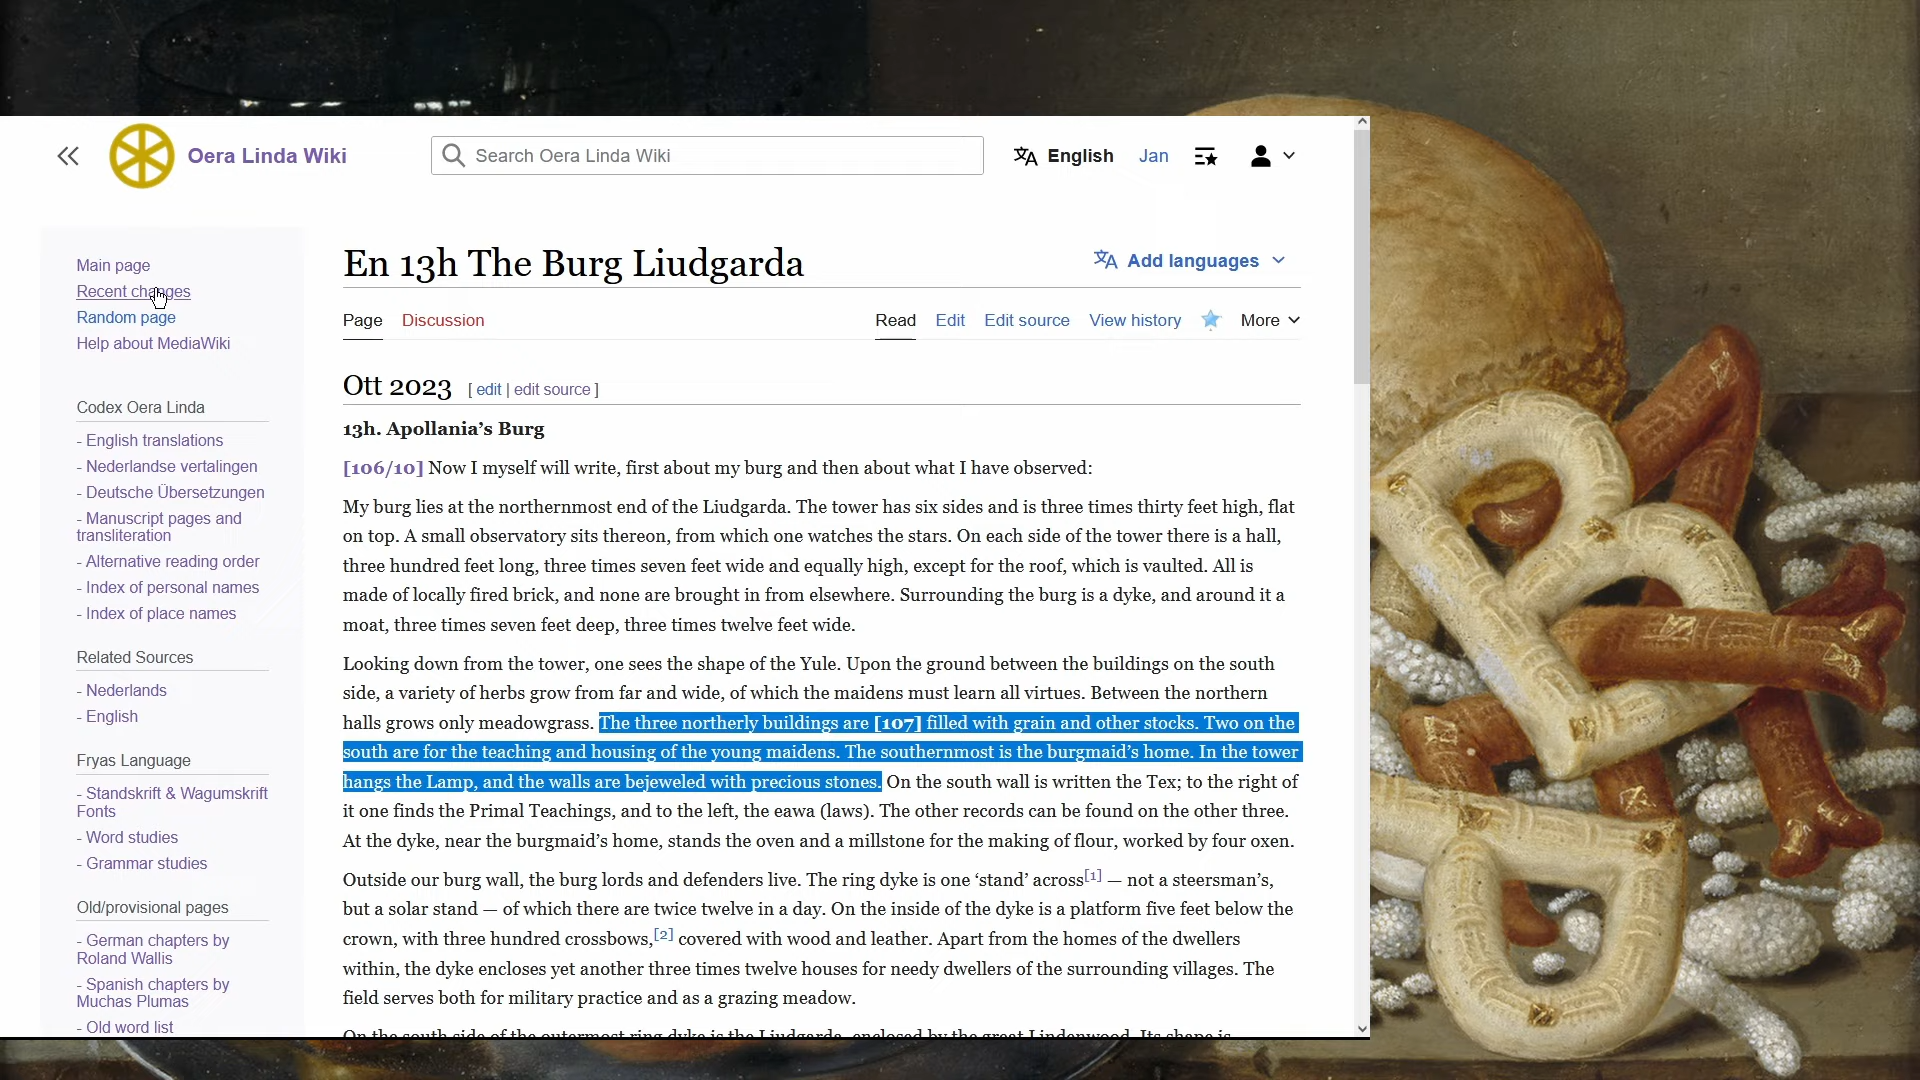 Oera Linda Wiki
Search Oera Linda Wiki
English
Jan
Main page
Recent changes
Random page
Help about MediaWiki
Codex Oera Linda
- English translations
- Nederlandse vertalingen
- Deutsche Übersetzungen
- Manuscript pages and
transliteration
- Alternative reading order
- Index of personal names
- Index of place names
Related Sources
- Nederlands
- English
Fryas Language
- Standskrift & Wagumskrift
Fonts
- Word studies
- Grammar studies
Old/provisional pages
- German chapters by
Roland Wallis
- Spanish chapters by
Muchas Plumas
- Old word list
En 13h The Burg Liudgarda
Add languages
Page Discussion
Read Edit Edit source View history More
Ott 2023 [ edit | edit source ]
13h. Apollania’s Burg
[106/10] Now I myself will write, first about my burg and then about what I have observed:
My burg lies at the northernmost end of the Liudgarda. The tower has six sides and is three times thirty feet high, flat
on top. A small observatory sits thereon, from which one watches the stars. On each side of the tower there is a hall,
three hundred feet long, three times seven feet wide and equally high, except for the roof, which is vaulted. All is
made of locally fired brick, and none are brought in from elsewhere. Surrounding the burg is a dyke, and around it a
moat, three times seven feet deep, three times twelve feet wide.
Looking down from the tower, one sees the shape of the Yule. Upon the ground between the buildings on the south
side, a variety of herbs grow from far and wide, of which the maidens must learn all virtues. Between the northern
halls grows only meadowgrass. The three northerly buildings are [107] filled with grain and other stocks. Two on the
south are for the teaching and housing of the young maidens. The southernmost is the burgmaid’s home. In the tower
hangs the Lamp, and the walls are bejeweled with precious stones. On the south wall is written the Tex; to the right of
it one finds the Primal Teachings, and to the left, the eawa (laws). The other records can be found on the other three.
At the dyke, near the burgmaid’s home, stands the oven and a millstone for the making of flour, worked by four oxen.
Outside our burg wall, the burg lords and defenders live. The ring dyke is one ‘stand’ across[1] — not a steersman’s,
but a solar stand — of which there are twice twelve in a day. On the inside of the dyke is a platform five feet below the
crown, with three hundred crossbows,[2] covered with wood and leather. Apart from the homes of the dwellers
within, the dyke encloses yet another three times twelve houses for needy dwellers of the surrounding villages. The
field serves both for military practice and as a grazing meadow.
On the south side of the outermost ring dyke is the Liudgarda, enclosed by the great Lindenwood. Its shape is